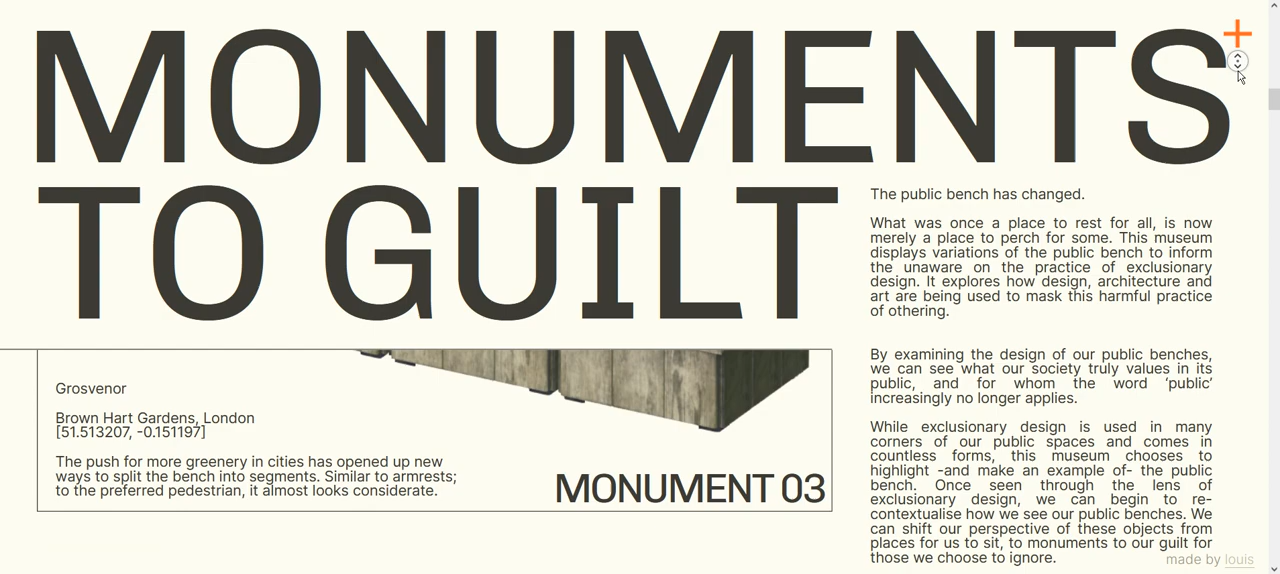 MONUMENTS
TO GUILT
The public bench has changed.
What was once a place to rest for all, is now
merely a place to perch for some. This museum
displays variations of the public bench to inform
the unaware on the practice of exclusionary
design. It explores how design, architecture and
art are being used to mask this harmful practice
of othering.
By examining the design of our public benches,
we can see what our society truly values in its
public, and for whom the word ‘public’
increasingly no longer applies.
While exclusionary design is used in many
corners of our public spaces and comes in
countless forms, this museum chooses to
highlight -and make an example of- the public
bench. Once seen through the lens of
exclusionary design, we can begin to re-
contextualise how we see our public benches. We
can shift our perspective of these objects from
places for us to sit, to monuments to our guilt for
those we choose to ignore.
Grosvenor
Brown Hart Gardens, London
[51.513207, -0.151197]
The push for more greenery in cities has opened up new
ways to split the bench into segments. Similar to armrests;
to the preferred pedestrian, it almost looks considerate.
MONUMENT 03
made by louis